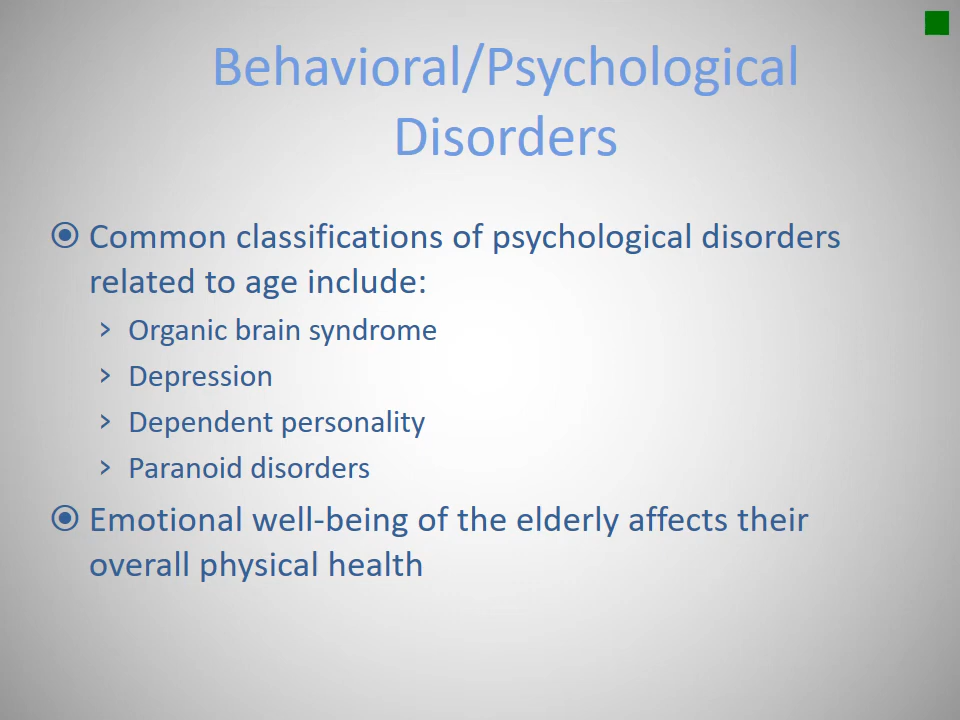 Behavioral/Psychological
Disorders
Common classifications of psychological disorders
related to age include:
Organic brain syndrome
Depression
Dependent personality
Paranoid disorders
Emotional well-being of the elderly affects their
overall physical health